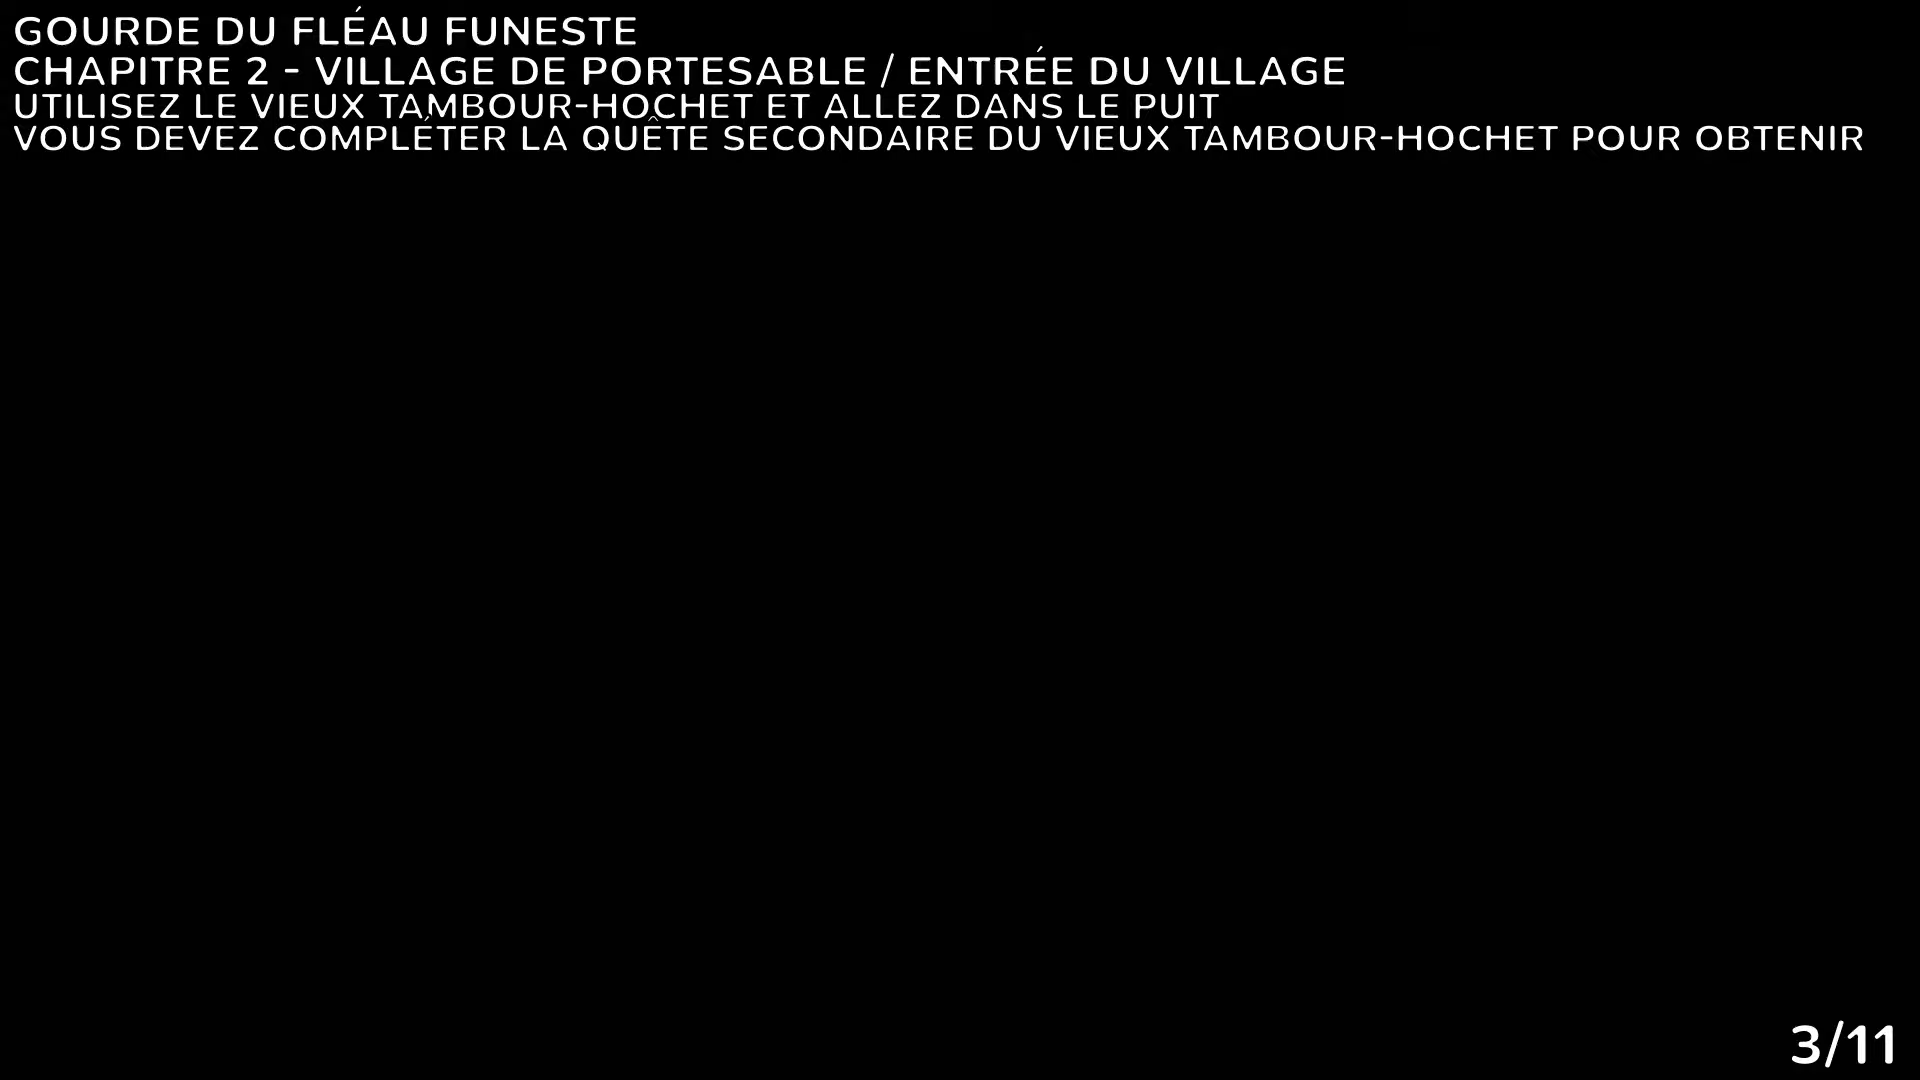 GOURDE DU FLÉAU FUNESTE
CHAPITRE 2 - VILLAGE DE PORTESABLE / ENTRÉE DU VILLAGE
UTILISEZ LE VIEUX TAMBOUR-HOCHET ET ALLEZ DANS LE PUIT
VOUS DEVEZ COMPLÉTER LA QUÊTE SECONDAIRE DU VIEUX TAMBOUR-HOCHET POUR OBTENIR
3/11